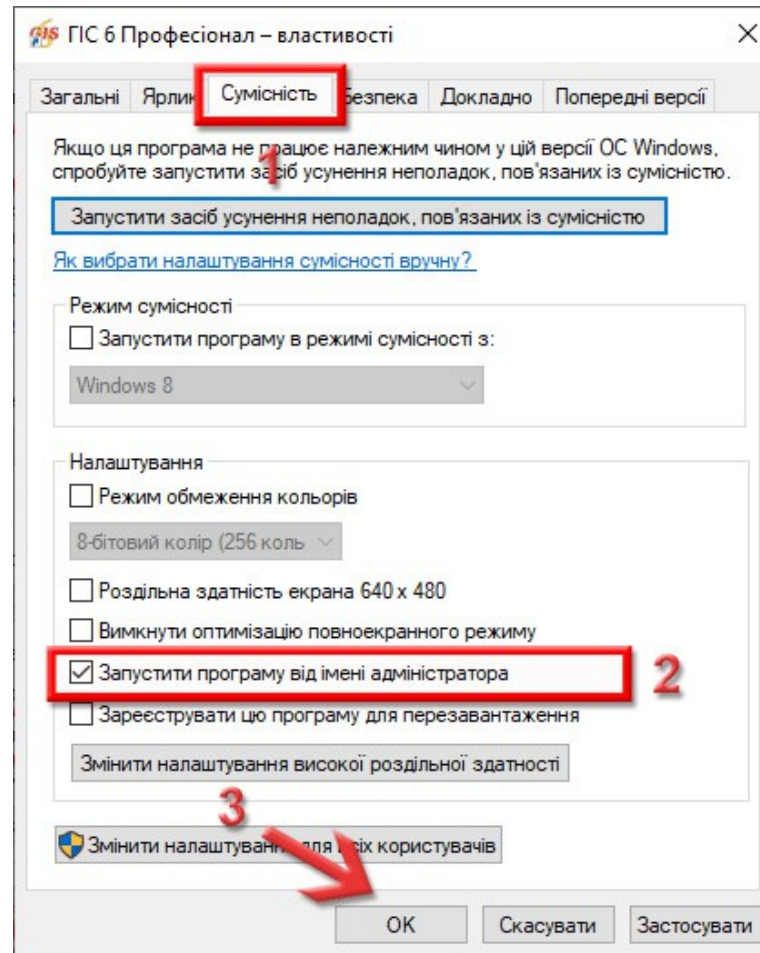 GIS ГІС 6 Професіонал – властивості
Загальні Ярлик Сумісність Безпека Докладно Попередні версії
Якщо ця програма не працює належним чином у цій версії ОС Windows,
спробуйте запустити засіб усунення неполадок, пов'язаних із сумісністю.
1
Запустити засіб усунення неполадок, пов'язаних із сумісністю
Як вибрати налаштування сумісності вручну?
Режим сумісності
Запустити програму в режимі сумісності з:
Windows 8
Налаштування
Режим обмеження кольорів
8-бітовий колір (256 коль
Роздільна здатність екрана 640 x 480
Вимкнути оптимізацію повноекранного режиму
Запустити програму від імені адміністратора 2
Зареєструвати цю програму для перезавантаження
Змінити налаштування високої роздільної здатності
3
Змінити налаштування для всіх користувачів
ОК Скасувати Застосувати